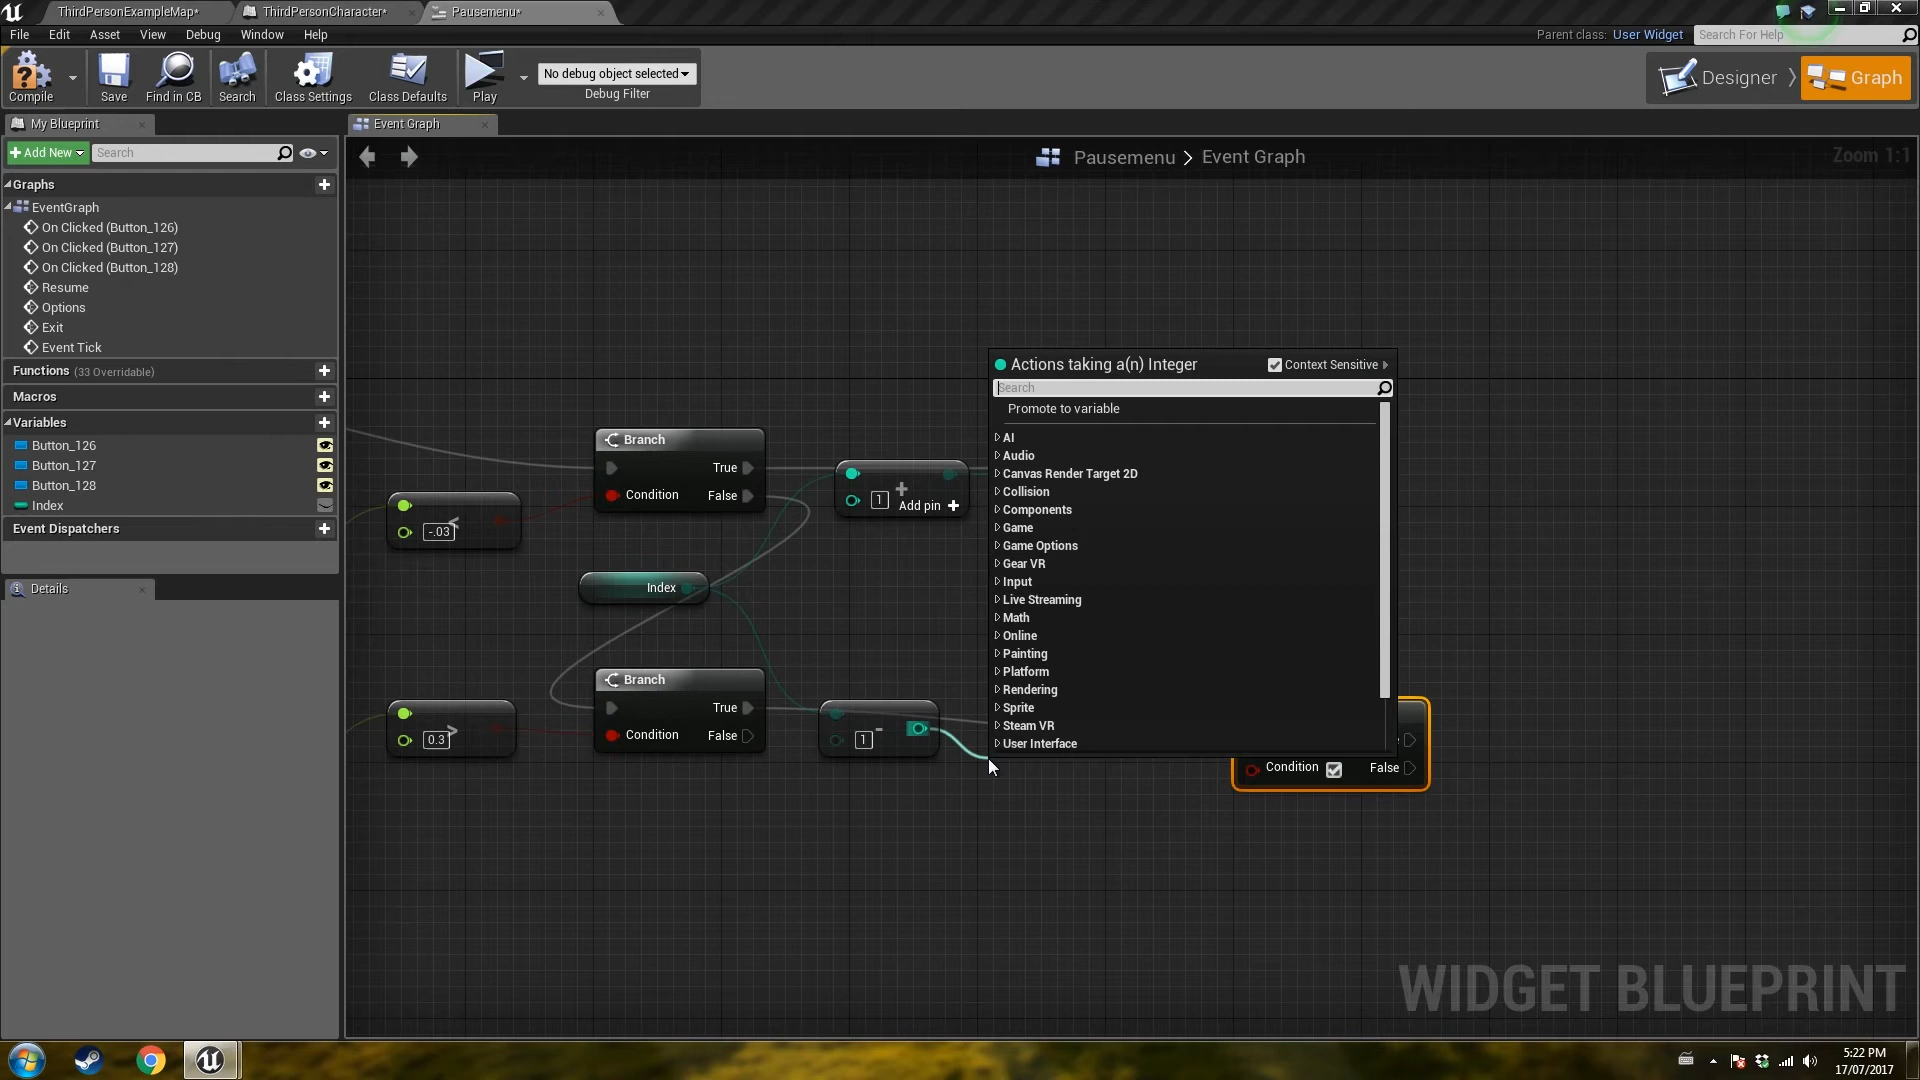 ThirdPersonExampleMap*
ThirdPersonCharacter*
Pausemenu*
File Edit Asset View Debug Window Help
Parent class: User Widget
Search For Help
Compile
Save
Find in CB
Search
Class Settings
Class Defaults
Play
No debug object selected
Debug Filter
Designer
Graph
My Blueprint
Event Graph
Add New
Search
Pausemenu > Event Graph
Zoom 1:1
Graphs
EventGraph
On Clicked (Button_126)
On Clicked (Button_127)
On Clicked (Button_128)
Resume
Options
Exit
Event Tick
Functions (33 Overridable)
Macros
Variables
Button_126
Button_127
Button_128
Index
Event Dispatchers
Details
Branch
True
Condition
False
-.03
<
1
+
Add pin +
Index
Branch
True
Condition
False
0.3
>
1
-
Actions taking a(n) Integer
Context Sensitive
Search
Promote to variable
AI
Audio
Canvas Render Target 2D
Collision
Components
Game
Game Options
Gear VR
Input
Live Streaming
Math
Online
Painting
Platform
Rendering
Sprite
Steam VR
User Interface
Condition
False
WIDGET BLUEPRINT
5:22 PM
17/07/2017